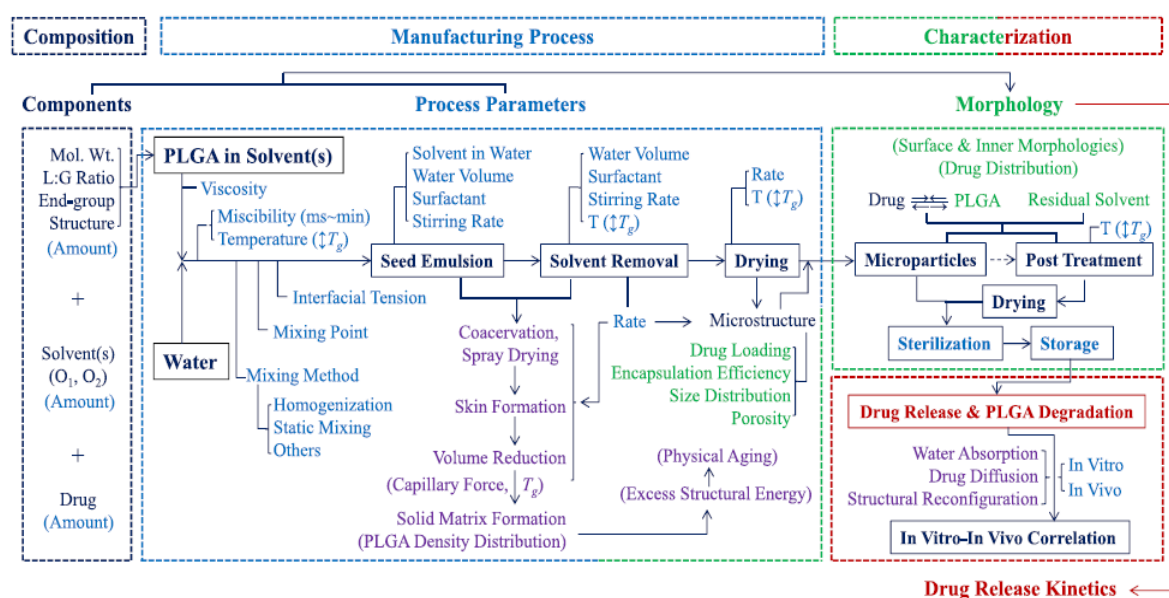 Composition
Manufacturing Process
Characterization
Components
Process Parameters
Morphology
Mol. Wt.
L:G Ratio
End-group
Structure
(Amount)
+
Solvent(s)
(O₁, O₂)
(Amount)
+
Drug
(Amount)
PLGA in Solvent(s)
Viscosity
Miscibility (ms~min)
Temperature (↕Tg)
Water
Interfacial Tension
Mixing Point
Mixing Method
Homogenization
Static Mixing
Others
Solvent in Water
Water Volume
Surfactant
Stirring Rate
Seed Emulsion
Water Volume
Surfactant
Stirring Rate
T (↕Tg)
Solvent Removal
Rate
T (↕Tg)
Drying
Coacervation,
Spray Drying
Skin Formation
Volume Reduction
(Capillary Force, Tg)
Solid Matrix Formation
(PLGA Density Distribution)
Rate
Microstructure
Drug Loading
Encapsulation Efficiency
Size Distribution
Porosity
(Physical Aging)
(Excess Structural Energy)
(Surface & Inner Morphologies)
(Drug Distribution)
Drug
PLGA
Residual Solvent
T (↕Tg)
Microparticles
Post Treatment
Drying
Sterilization
Storage
Drug Release & PLGA Degradation
Water Absorption
Drug Diffusion
Structural Reconfiguration
In Vitro
In Vivo
In Vitro–In Vivo Correlation
Drug Release Kinetics